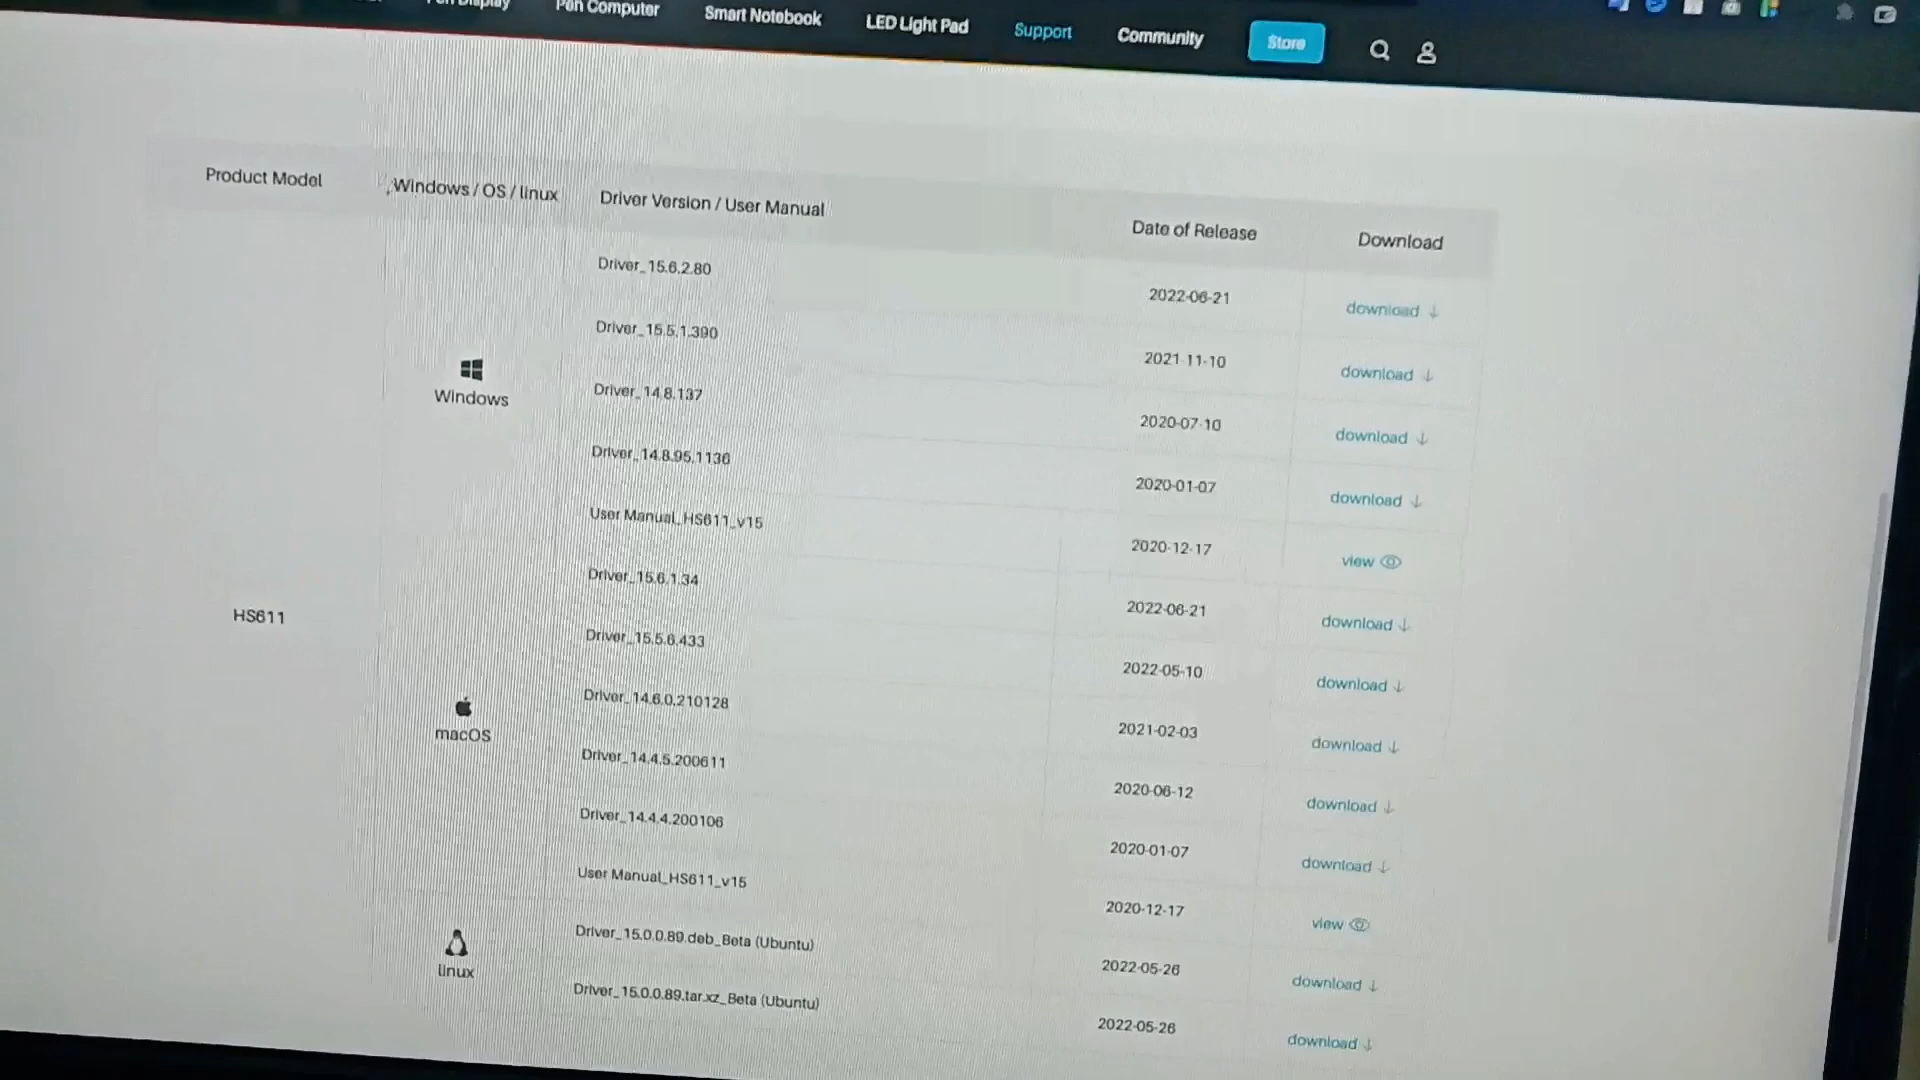 Pen Display
Pen Computer
Smart Notebook
LED Light Pad
Support
Community
Store
Product Model
Windows / OS / linux
Driver Version / User Manual
Date of Release
Download
Driver_15.6.2.80
2022-06-21
download
Driver_15.5.1.390
2021-11-10
download
Windows
Driver_14.8.137
2020-07-10
download
Driver_14.8.95.1136
2020-01-07
download
User Manual_HS611_v15
2020-12-17
view
HS611
Driver_15.6.1.34
2022-06-21
download
Driver_15.5.6.433
2022-05-10
download
macOS
Driver_14.6.0.210128
2021-02-03
download
Driver_14.4.5.200611
2020-06-12
download
Driver_14.4.4.200106
2020-01-07
download
User Manual_HS611_v15
2020-12-17
view
linux
Driver_15.0.0.89.deb_Beta (Ubuntu)
2022-05-26
download
Driver_15.0.0.89.tar.xz_Beta (Ubuntu)
2022-05-26
download